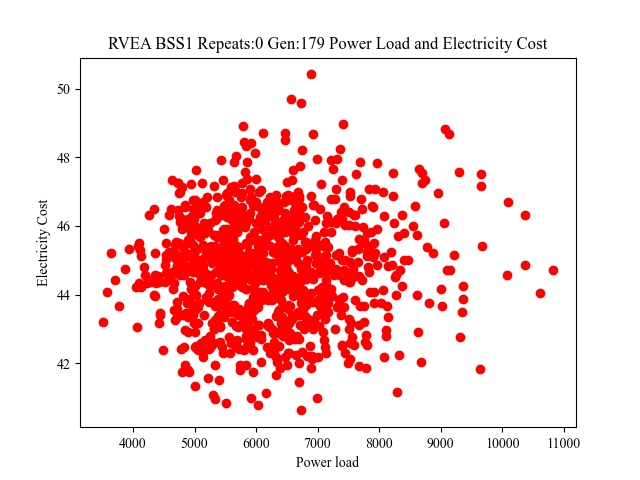 RVEA BSS1 Repeats:0 Gen:179 Power Load and Electricity Cost
50
48
46
44
42
Electricity Cost
4000 5000 6000 7000 8000 9000 10000 11000
Power load